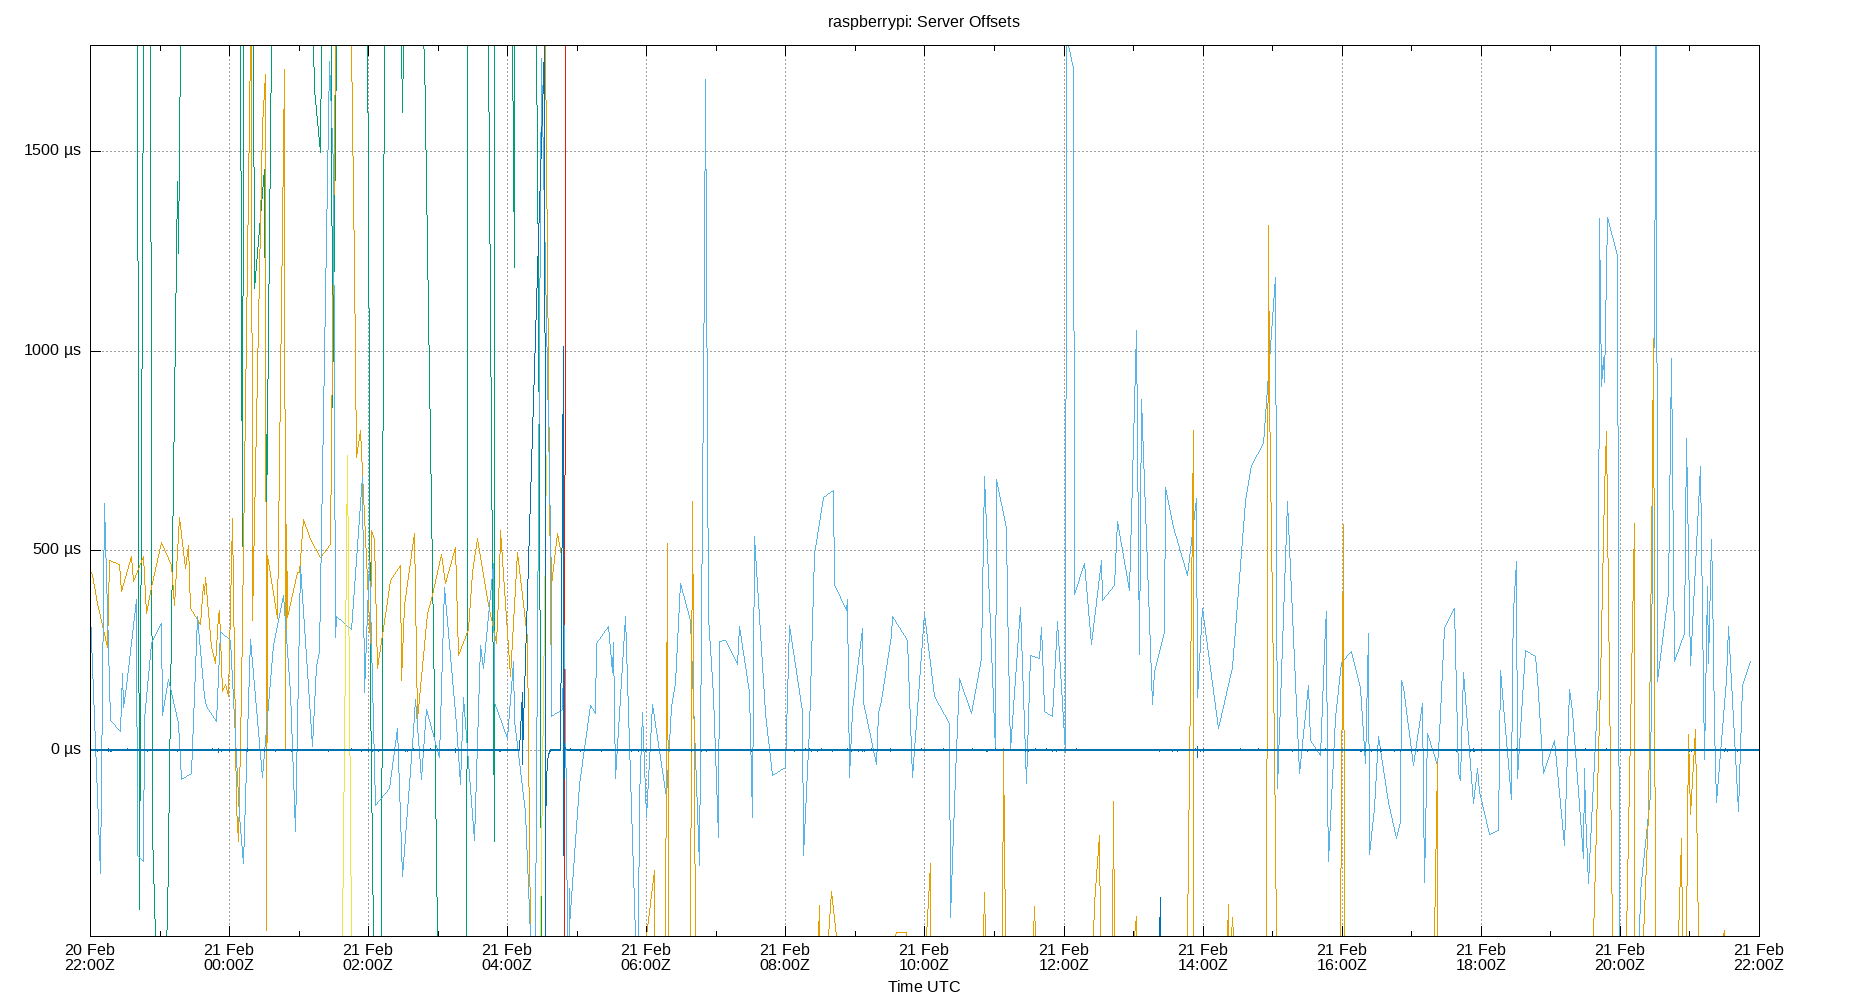 raspberrypi: Server Offsets
1500 µs
1000 µs
500 µs
0 µs
20 Feb 21 Feb 21 Feb 21 Feb 21 Feb 21 Feb 21 Feb 21 Feb 21 Feb 21 Feb 21 Feb 21 Feb 21 Feb
22:00Z 00:00Z 02:00Z 04:00Z 06:00Z 08:00Z 10:00Z 12:00Z 14:00Z 16:00Z 18:00Z 20:00Z 22:00Z
Time UTC